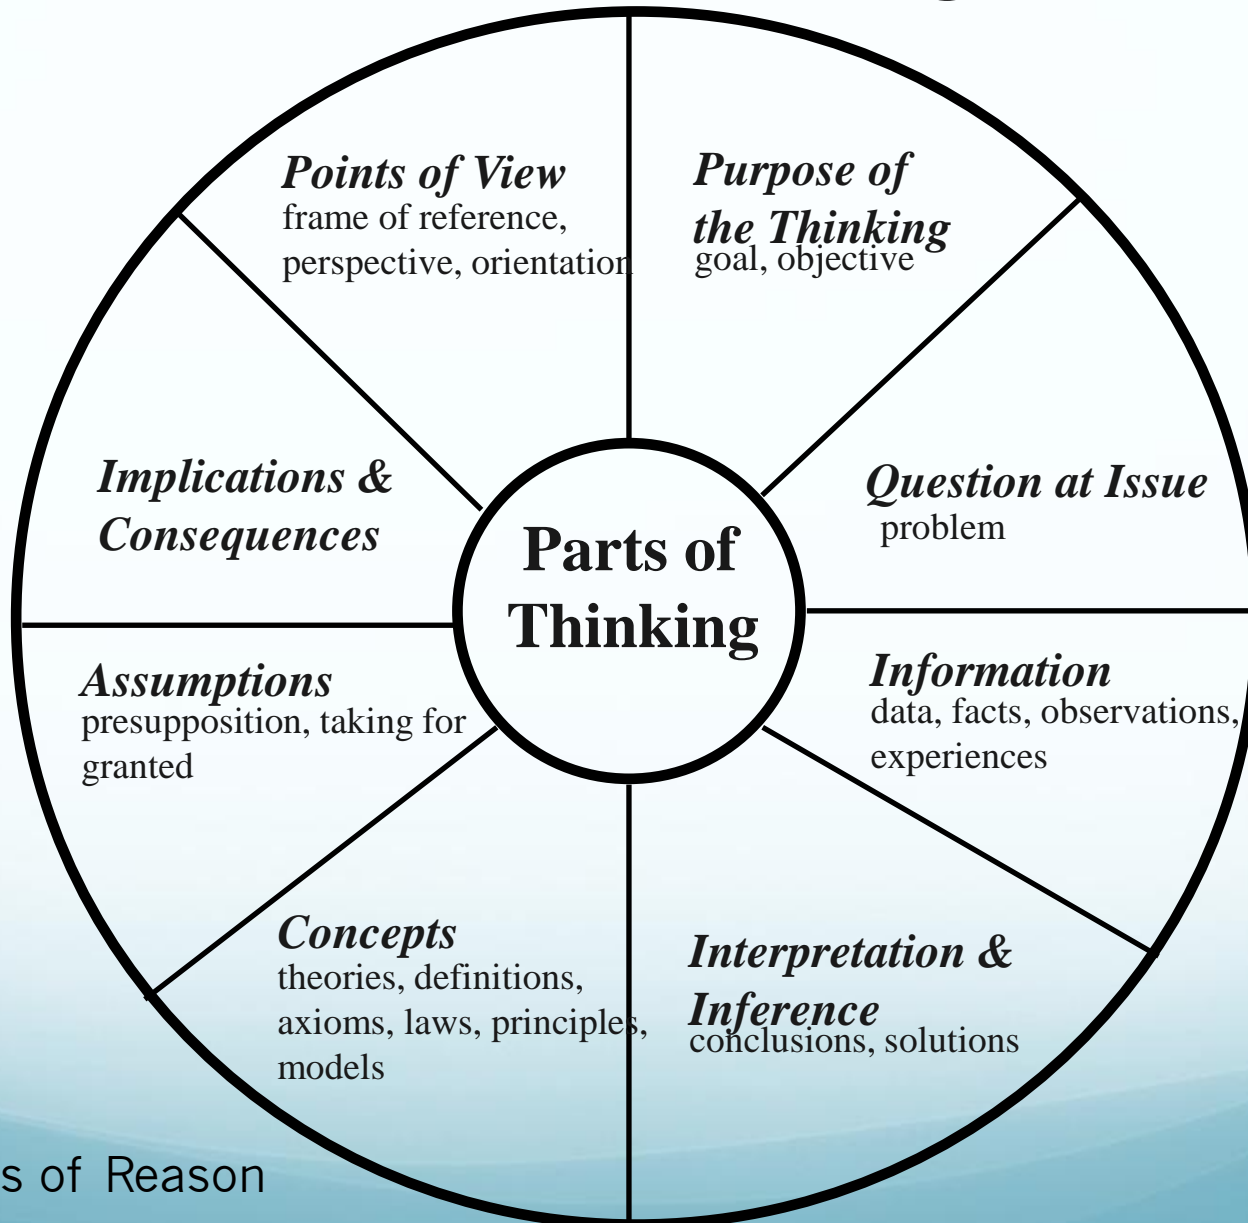 Points of View
frame of reference,
perspective, orientation
Purpose of
the Thinking
goal, objective
Implications &
Consequences
Question at Issue
problem
Parts of
Thinking
Assumptions
presupposition, taking for
granted
Information
data, facts, observations,
experiences
Concepts
theories, definitions,
axioms, laws, principles,
models
Interpretation &
Inference
conclusions, solutions
s of Reason